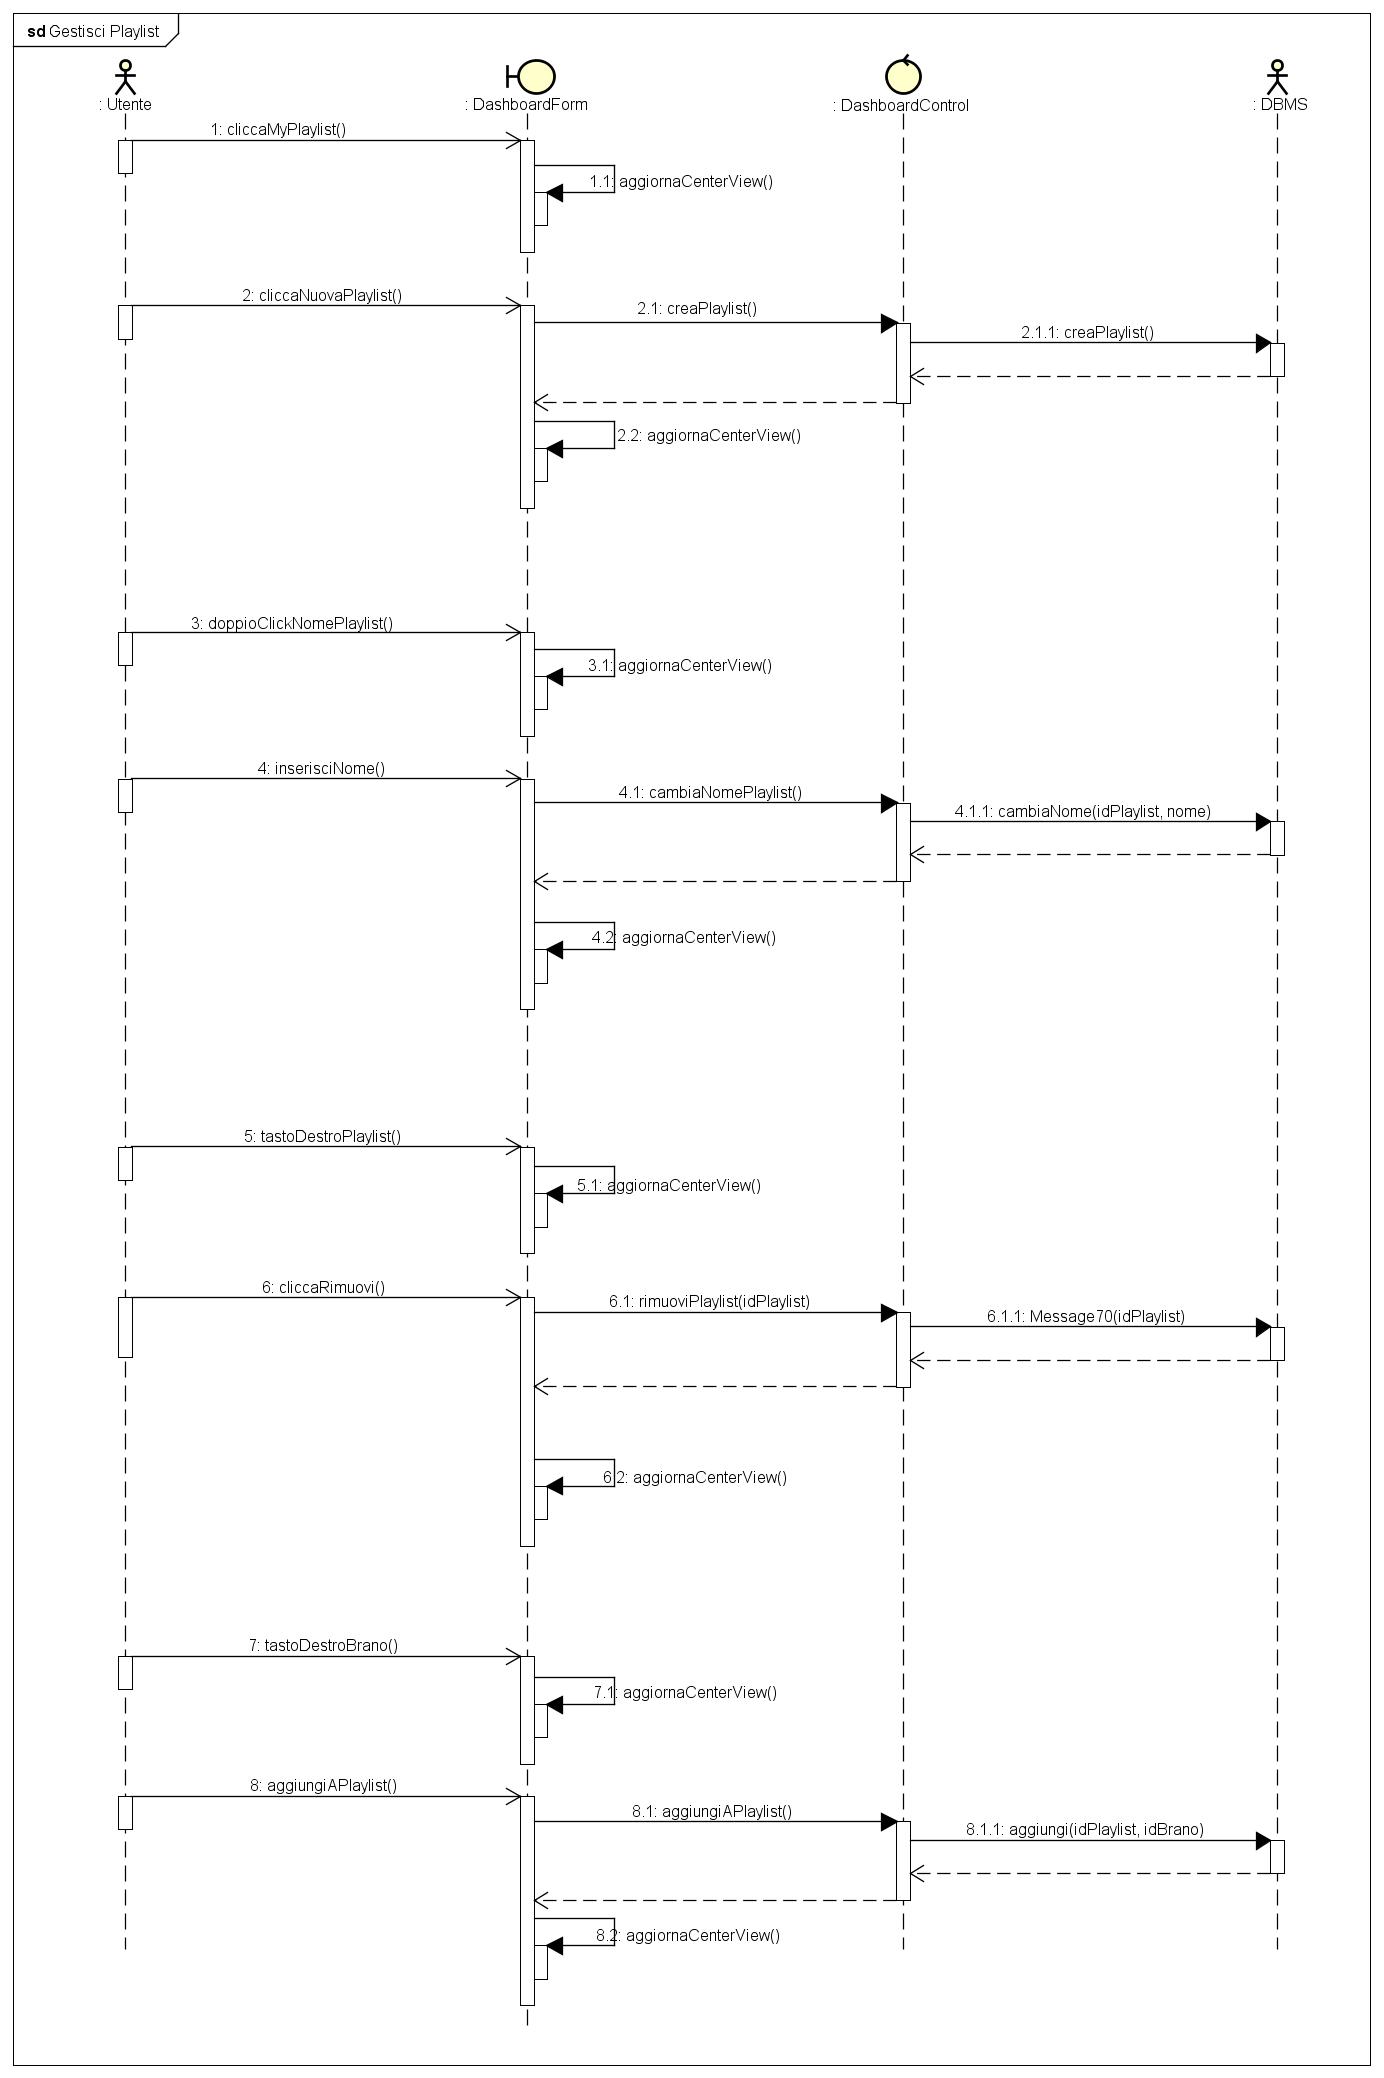 sd Gestisci Playlist
: Utente
: DashboardForm
: DashboardControl
: DBMS
1: cliccaMyPlaylist()
1.1: aggiornaCenterView()
2: cliccaNuovaPlaylist()
2.1: creaPlaylist()
2.1.1: creaPlaylist()
2.2: aggiornaCenterView()
3: doppioClickNomePlaylist()
3.1: aggiornaCenterView()
4: inserisciNome()
4.1: cambiaNomePlaylist()
4.1.1: cambiaNome(idPlaylist, nome)
4.2: aggiornaCenterView()
5: tastoDestroPlaylist()
5.1: aggiornaCenterView()
6: cliccaRimuovi()
6.1: rimuoviPlaylist(idPlaylist)
6.1.1: Message70(idPlaylist)
6.2: aggiornaCenterView()
7: tastoDestroBrano()
7.1: aggiornaCenterView()
8: aggiungiAPlaylist()
8.1: aggiungiAPlaylist()
8.1.1: aggiungi(idPlaylist, idBrano)
8.2: aggiornaCenterView()